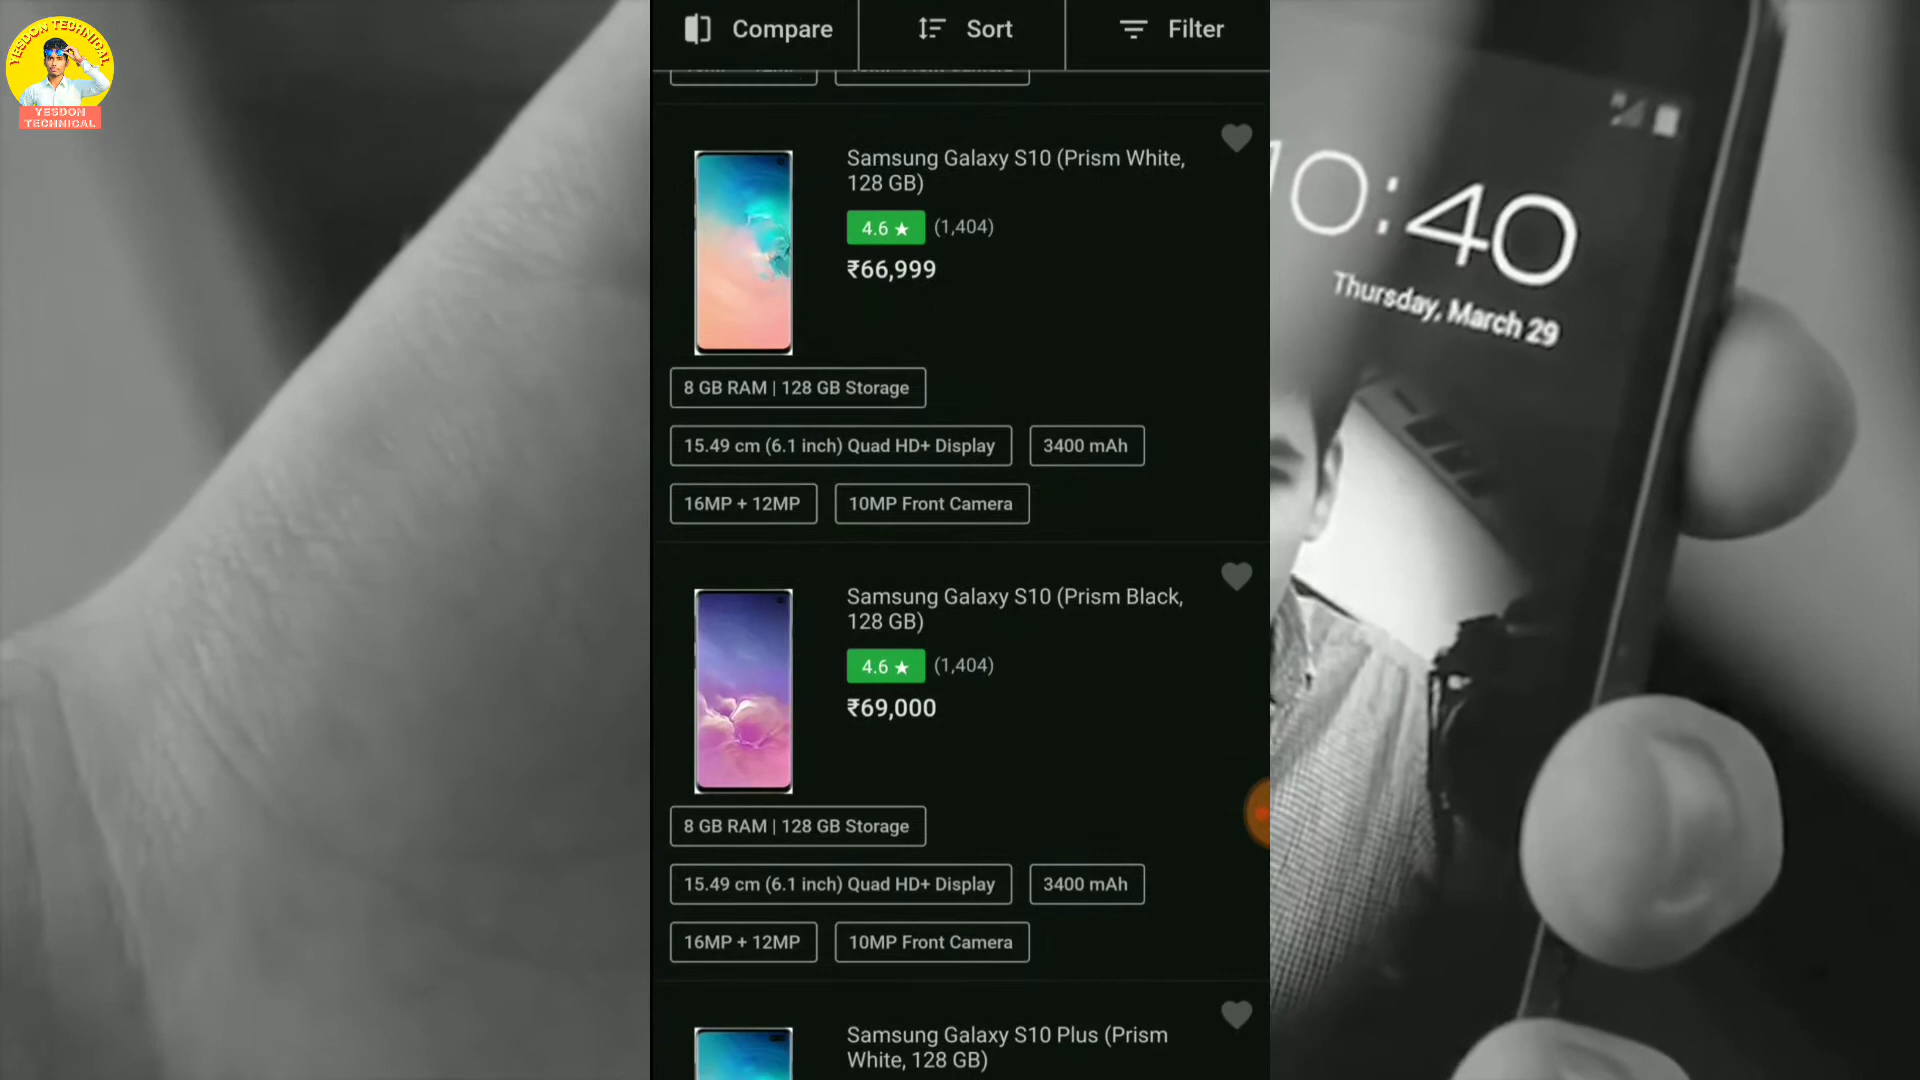 YESDON TECHNICAL
YESDON
TECHNICAL
Compare
Sort
Filter
Samsung Galaxy S10 (Prism White,
128 GB)
4.6 ★ (1,404)
₹66,999
8 GB RAM | 128 GB Storage
15.49 cm (6.1 inch) Quad HD+ Display
3400 mAh
16MP + 12MP
10MP Front Camera
Samsung Galaxy S10 (Prism Black,
128 GB)
4.6 ★ (1,404)
₹69,000
8 GB RAM | 128 GB Storage
15.49 cm (6.1 inch) Quad HD+ Display
3400 mAh
16MP + 12MP
10MP Front Camera
Samsung Galaxy S10 Plus (Prism
White, 128 GB)
10:40
Thursday, March 29